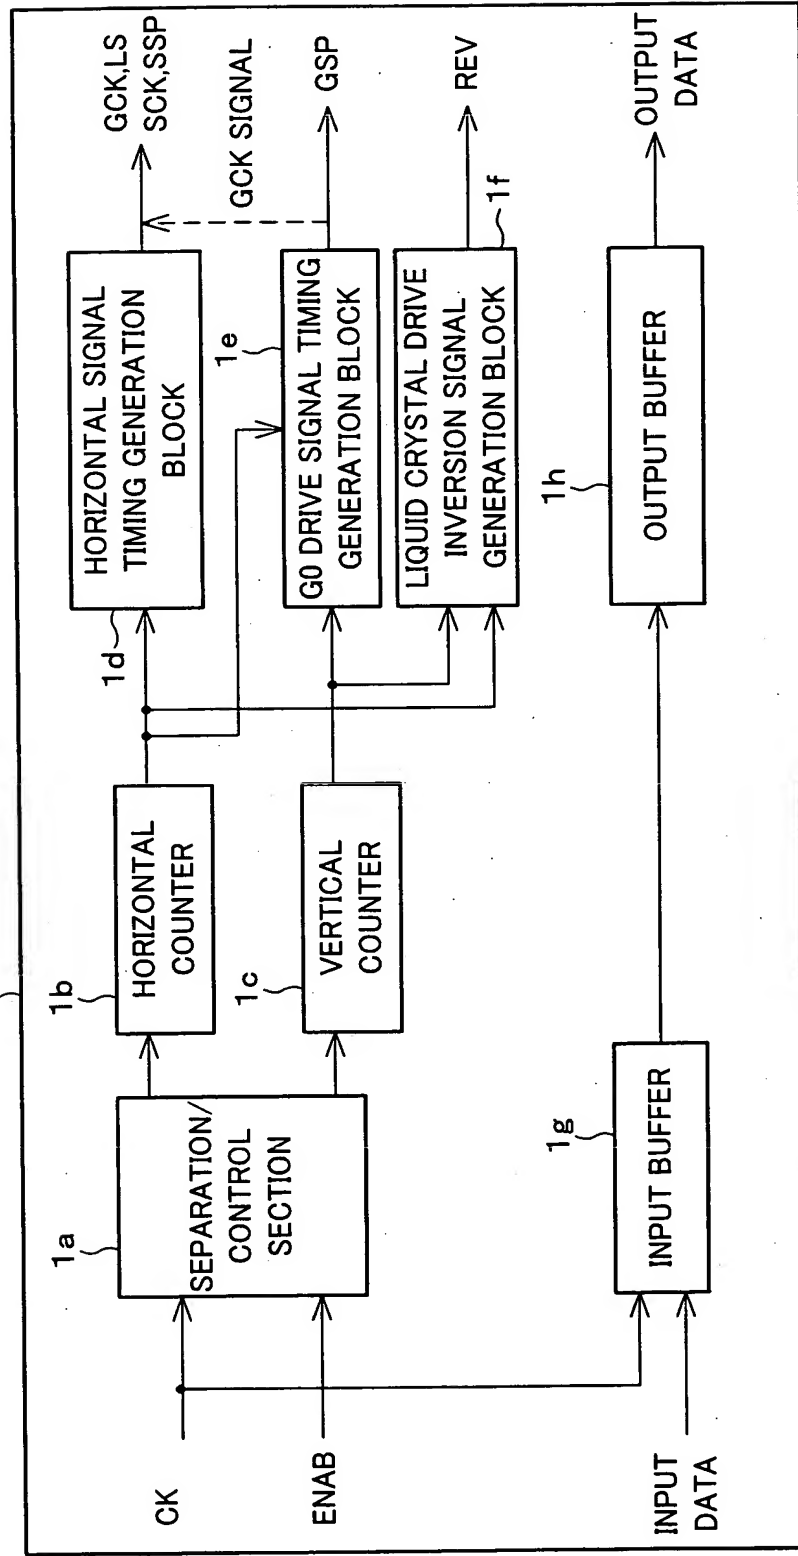 CK
ENAB
INPUT
DATA
1a
SEPARATION/
CONTROL
SECTION
1b
HORIZONTAL
COUNTER
1c
VERTICAL
COUNTER
1d
HORIZONTAL SIGNAL
TIMING GENERATION
BLOCK
1e
G0 DRIVE SIGNAL TIMING
GENERATION BLOCK
LIQUID CRYSTAL DRIVE
INVERSION SIGNAL
GENERATION BLOCK
1f
GCK,LS
SCK,SSP
GCK SIGNAL
GSP
REV
1g
INPUT BUFFER
1h
OUTPUT BUFFER
OUTPUT
DATA